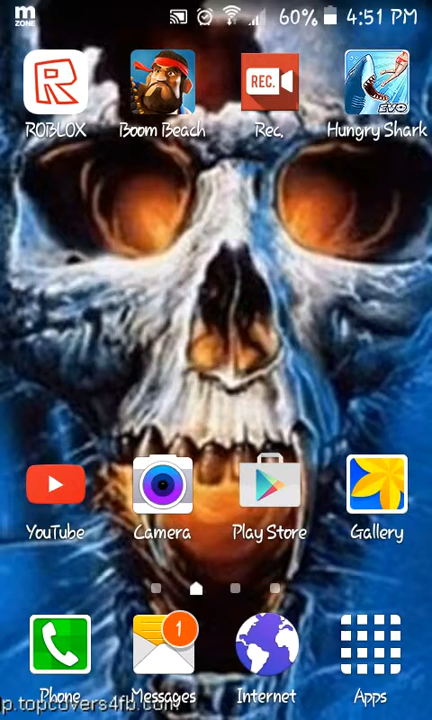 m
ZONE
60% 4:51 PM
REC.
EVO
ROBLOX Boom Beach Rec. Hungry Shark
YouTube Camera Play Store Gallery
1
Phone Messages Internet Apps
p.topcovers4fb.com